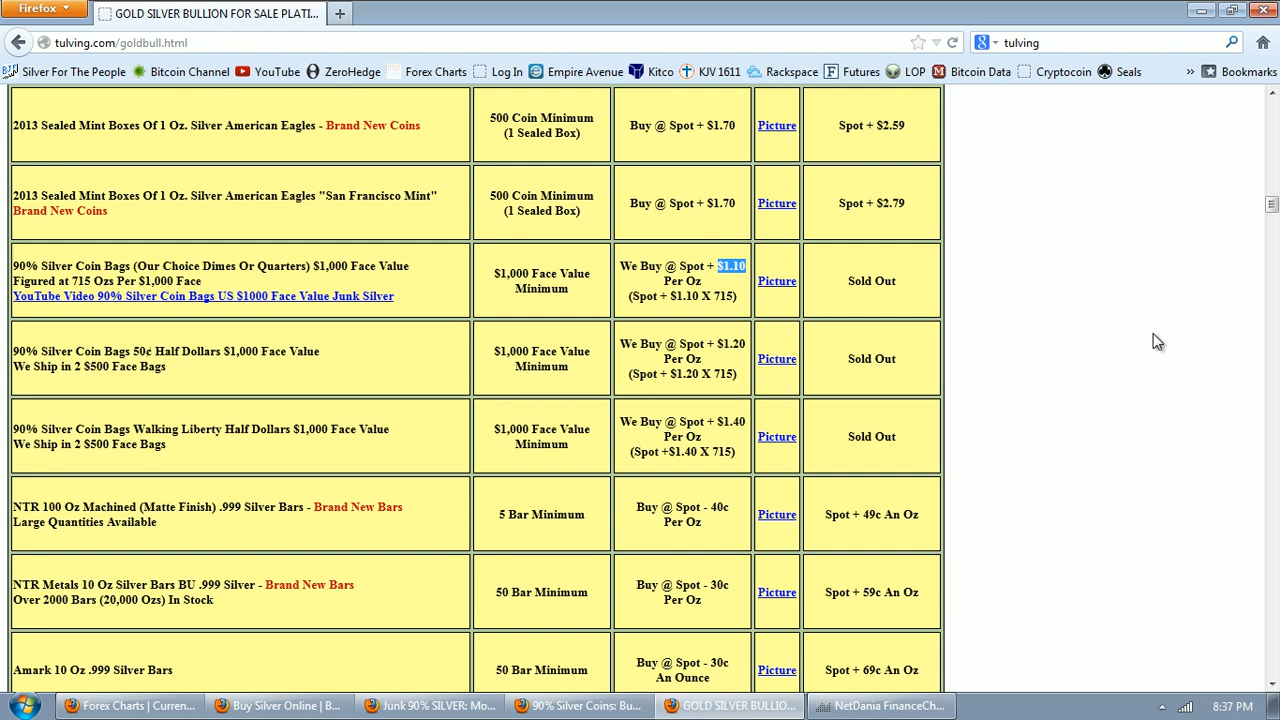 Firefox
GOLD SILVER BULLION FOR SALE PLATI...
tulving.com/goldbull.html
tulving
Silver For The People
Bitcoin Channel
YouTube
ZeroHedge
Forex Charts
Log In
Empire Avenue
Kitco
KJV 1611
Rackspace
Futures
LOP
Bitcoin Data
Cryptocoin
Seals
»
Bookmarks
2013 Sealed Mint Boxes Of 1 Oz. Silver American Eagles - Brand New Coins
500 Coin Minimum
(1 Sealed Box)
Buy @ Spot + $1.70
Picture
Spot + $2.59
2013 Sealed Mint Boxes Of 1 Oz. Silver American Eagles "San Francisco Mint"
Brand New Coins
500 Coin Minimum
(1 Sealed Box)
Buy @ Spot + $1.70
Picture
Spot + $2.79
90% Silver Coin Bags (Our Choice Dimes Or Quarters) $1,000 Face Value
Figured at 715 Ozs Per $1,000 Face
YouTube Video 90% Silver Coin Bags US $1000 Face Value Junk Silver
$1,000 Face Value
Minimum
We Buy @ Spot + $1.10
Per Oz
(Spot + $1.10 X 715)
Picture
Sold Out
90% Silver Coin Bags 50¢ Half Dollars $1,000 Face Value
We Ship in 2 $500 Face Bags
$1,000 Face Value
Minimum
We Buy @ Spot + $1.20
Per Oz
(Spot + $1.20 X 715)
Picture
Sold Out
90% Silver Coin Bags Walking Liberty Half Dollars $1,000 Face Value
We Ship in 2 $500 Face Bags
$1,000 Face Value
Minimum
We Buy @ Spot + $1.40
Per Oz
(Spot +$1.40 X 715)
Picture
Sold Out
NTR 100 Oz Machined (Matte Finish) .999 Silver Bars - Brand New Bars
Large Quantities Available
5 Bar Minimum
Buy @ Spot - 40c
Per Oz
Picture
Spot + 49c An Oz
NTR Metals 10 Oz Silver Bars BU .999 Silver - Brand New Bars
Over 2000 Bars (20,000 Ozs) In Stock
50 Bar Minimum
Buy @ Spot - 30c
Per Oz
Picture
Spot + 59c An Oz
Amark 10 Oz .999 Silver Bars
50 Bar Minimum
Buy @ Spot - 30c
An Ounce
Picture
Spot + 69c An Oz
Forex Charts | Curren...
Buy Silver Online | B...
Junk 90% SILVER: Mo...
90% Silver Coins: Bu...
GOLD SILVER BULLIO...
NetDania FinanceCh...
8:37 PM